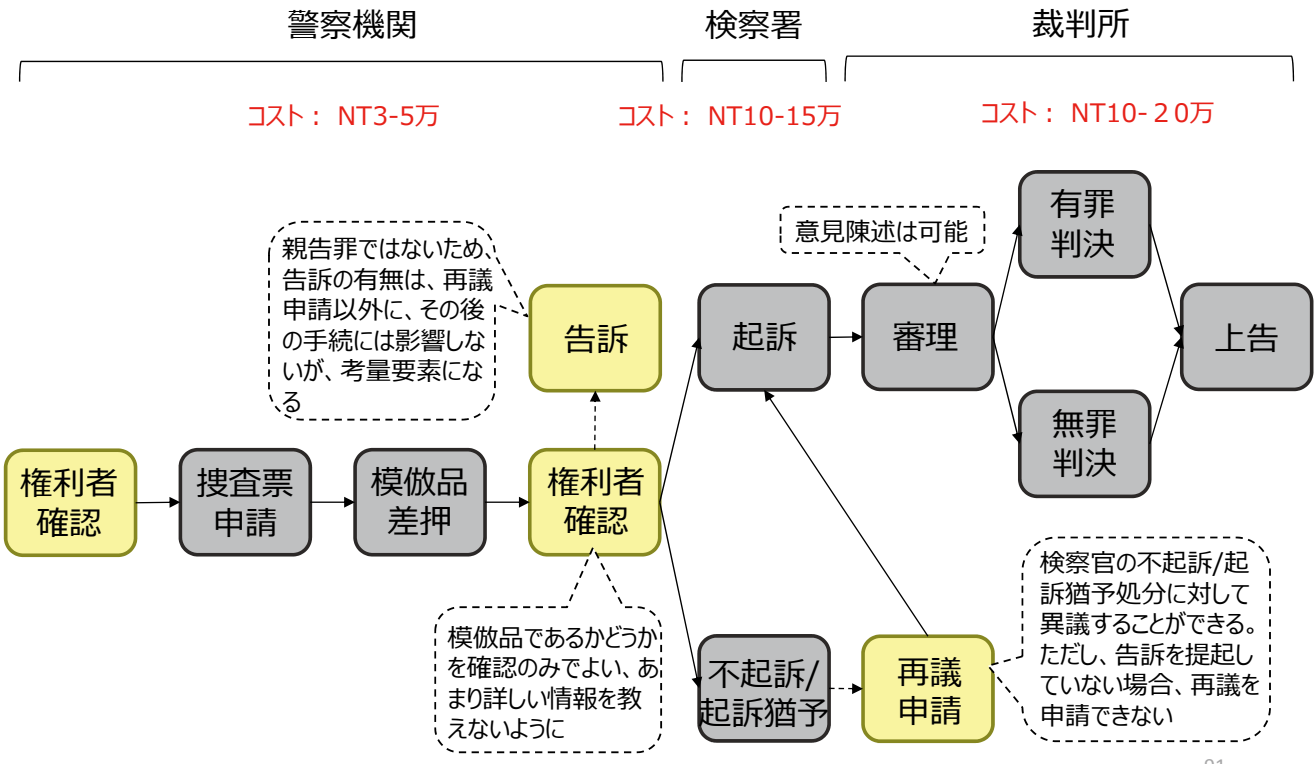 警察機関
検察署
裁判所
コスト： NT3-5万
コスト： NT10-15万
コスト： NT10-２0万
親告罪ではないため、
告訴の有無は、再議
申請以外に、その後
の手続には影響しな
いが、考量要素にな
る
意見陳述は可能
有罪
判決
告訴
起訴
審理
上告
無罪
判決
権利者
確認
捜査票
申請
模倣品
差押
権利者
確認
模倣品であるかどうか
を確認のみでよい、あ
まり詳しい情報を教
えないように
不起訴/
起訴猶予
再議
申請
検察官の不起訴/起
訴猶予処分に対して
異議することができる。
ただし、告訴を提起し
ていない場合、再議を
申請できない